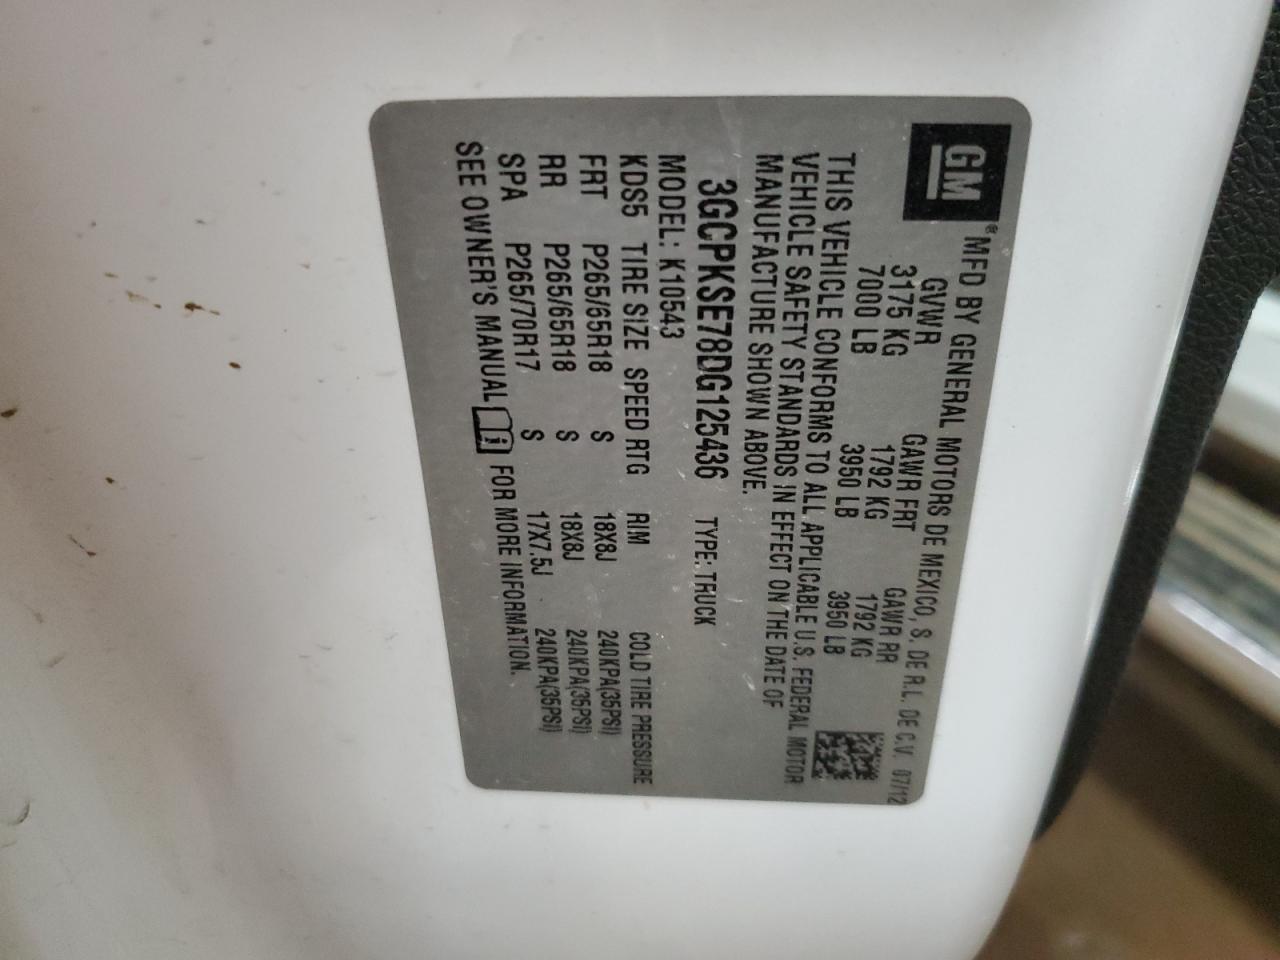 GM
® MFD BY GENERAL MOTORS DE MEXICO, S. DE R.L. DE C.V. 07/12
GVWR GAWR FRT GAWR RR
3175 KG 1792 KG 1792 KG
7000 LB 3950 LB 3950 LB
THIS VEHICLE CONFORMS TO ALL APPLICABLE U.S. FEDERAL MOTOR
VEHICLE SAFETY STANDARDS IN EFFECT ON THE DATE OF
MANUFACTURE SHOWN ABOVE.
3GCPKSE78DG125436 TYPE: TRUCK
MODEL: K10543
KDS5 TIRE SIZE SPEED RTG RIM COLD TIRE PRESSURE
FRT P265/65R18 S 18X8J 240KPA(35PSI)
RR P265/65R18 S 18X8J 240KPA(35PSI)
SPA P265/70R17 S 17X7.5J 240KPA(35PSI)
SEE OWNER'S MANUAL i FOR MORE INFORMATION.